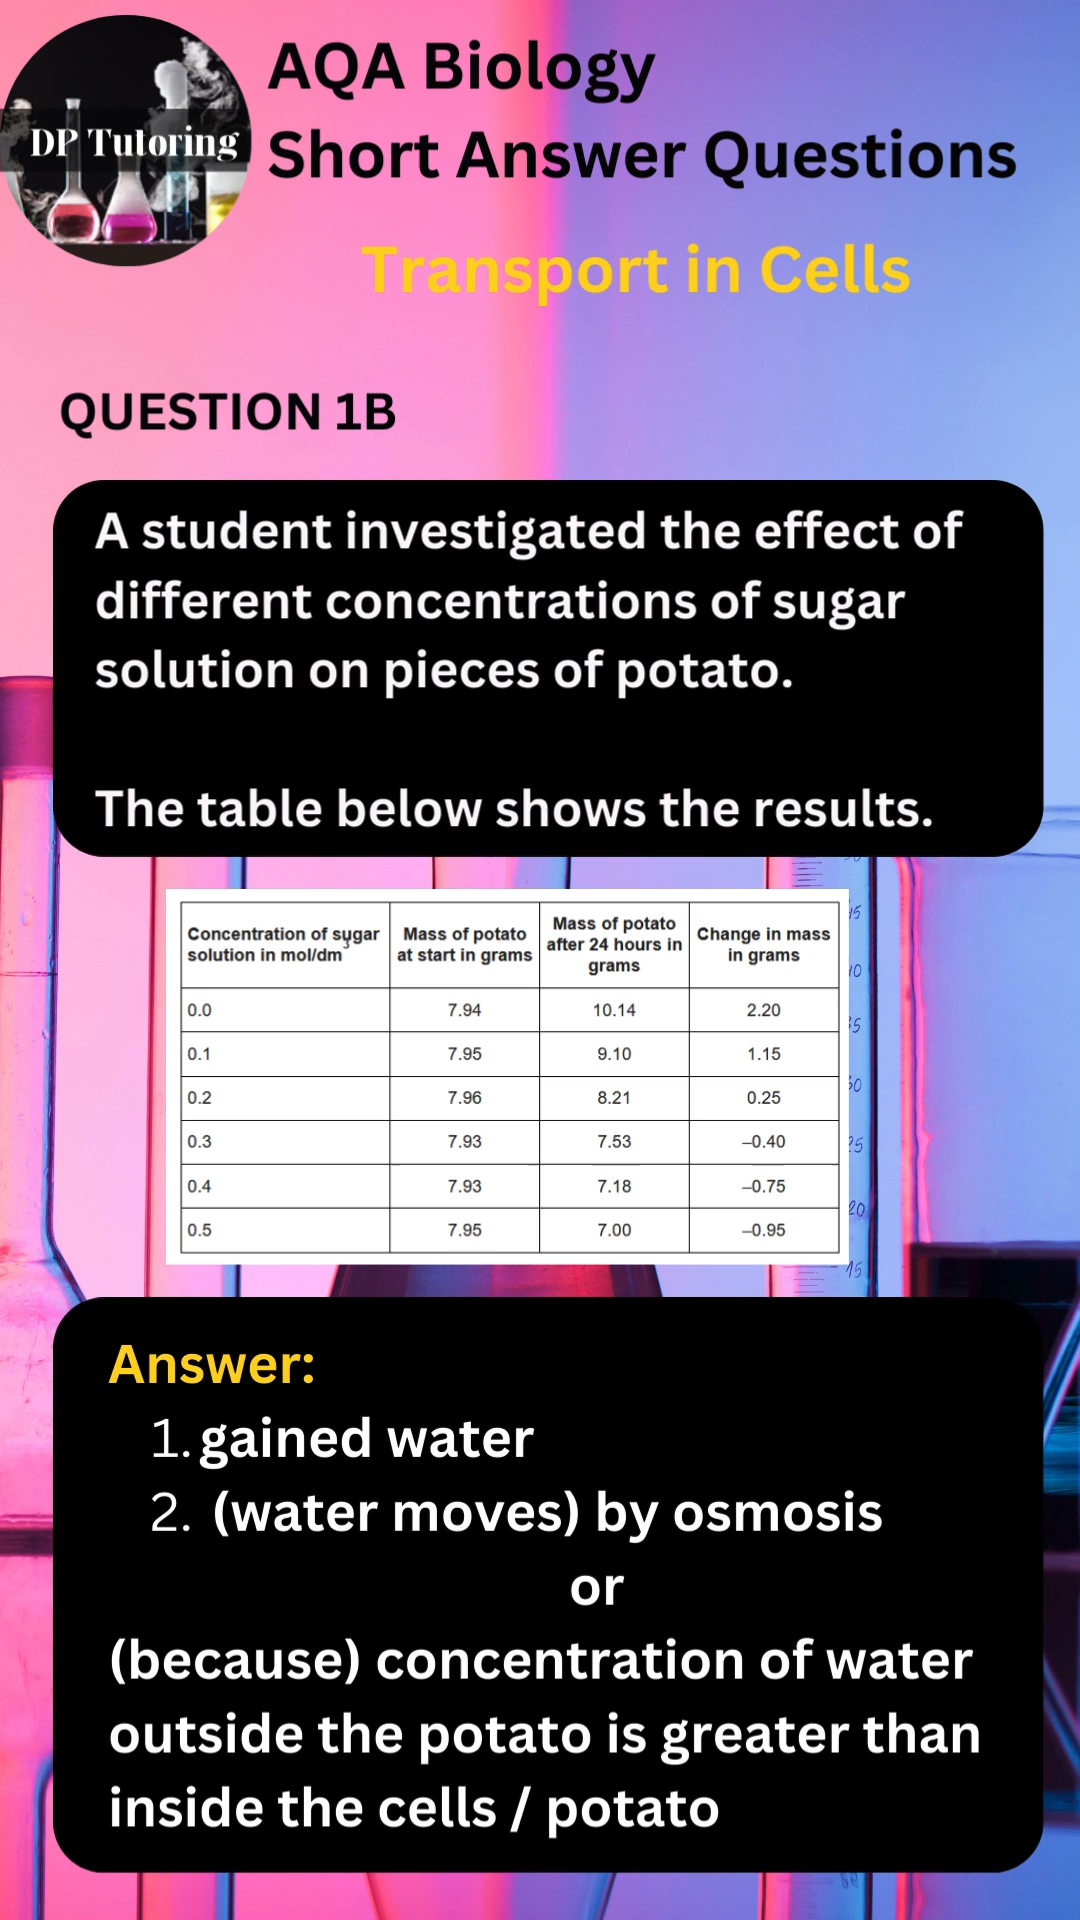 DP Tutoring
AQA Biology
Short Answer Questions
Transport in Cells
QUESTION 1B
A student investigated the effect of
different concentrations of sugar
solution on pieces of potato.
The table below shows the results.
Concentration of sugar solution in mol/dm3 Mass of potato at start in grams Mass of potato after 24 hours in grams Change in mass in grams
0.0 7.94 10.14 2.20
0.1 7.95 9.10 1.15
0.2 7.96 8.21 0.25
0.3 7.93 7.53 –0.40
0.4 7.93 7.18 –0.75
0.5 7.95 7.00 –0.95
Answer:
1. gained water
2. (water moves) by osmosis
or
(because) concentration of water
outside the potato is greater than
inside the cells / potato